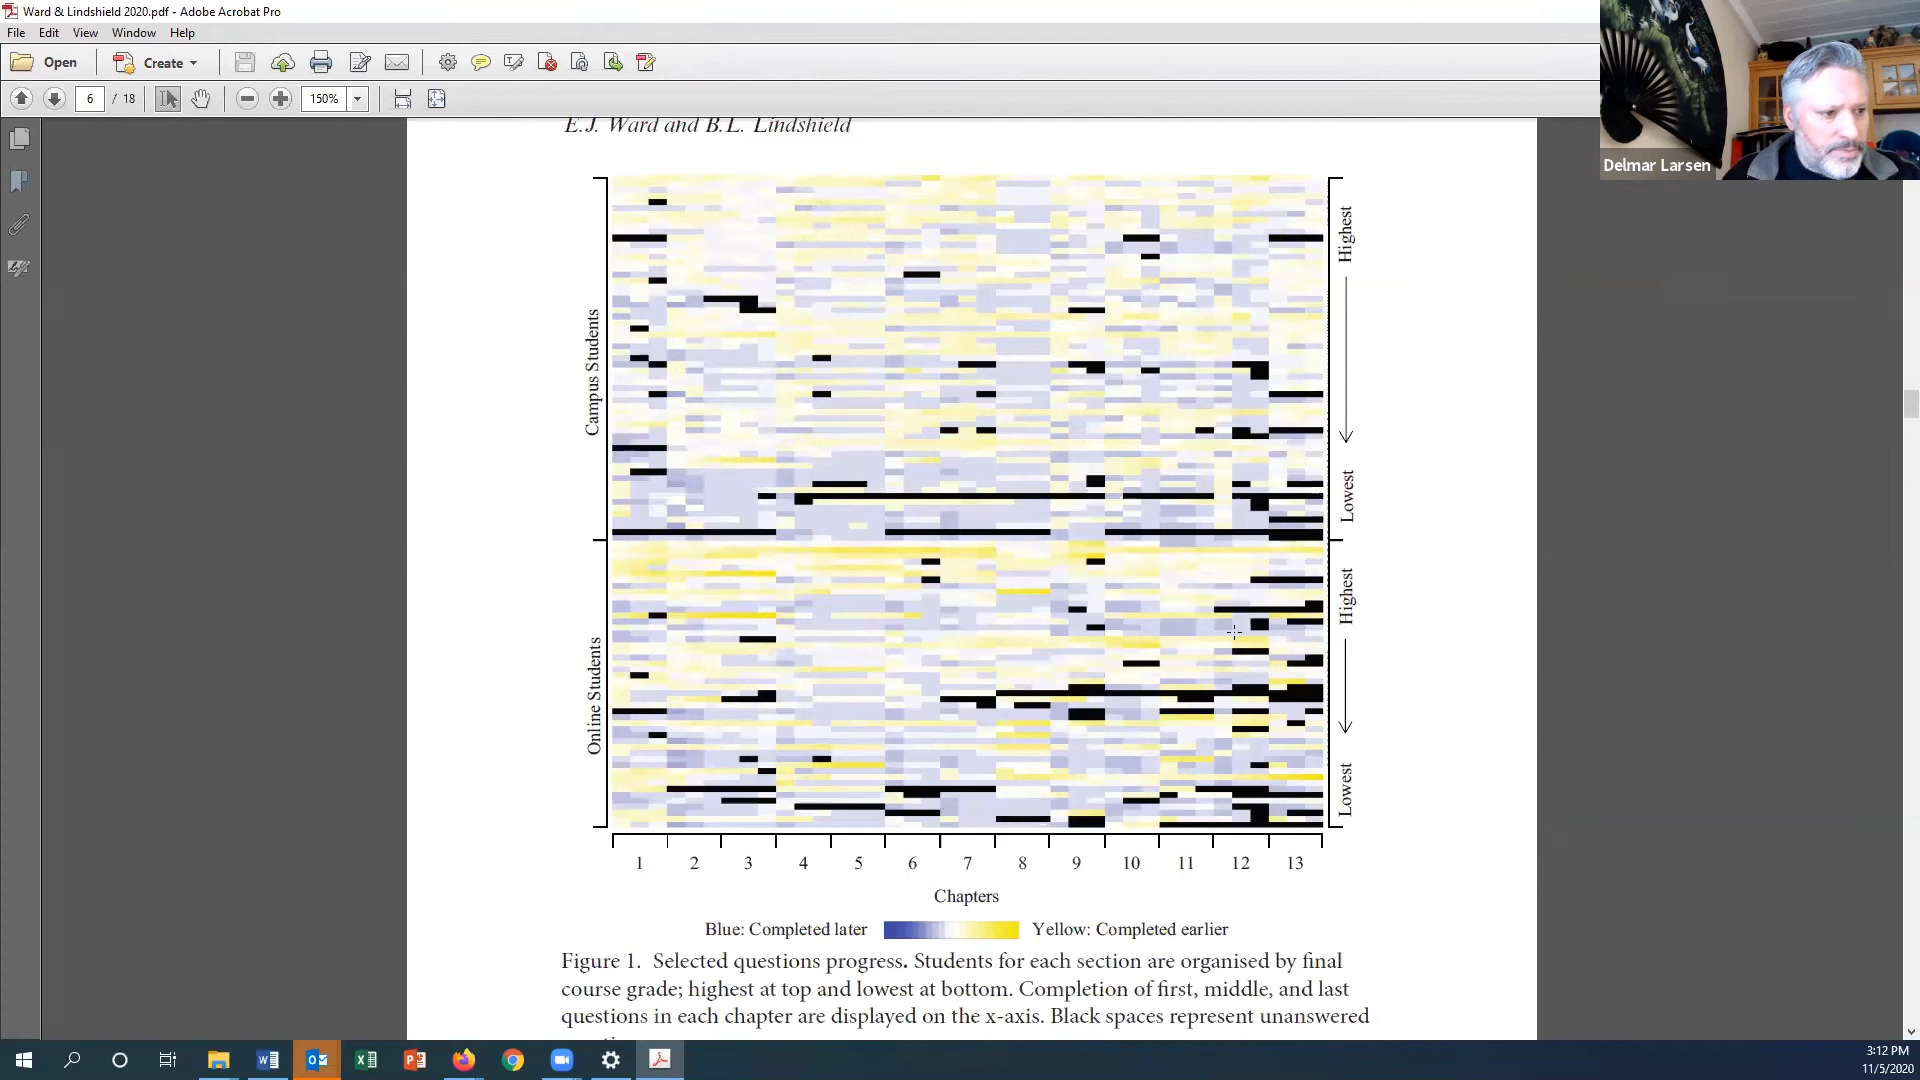 Ward & Lindshield 2020.pdf - Adobe Acrobat Pro
File Edit View Window Help
Open Create
6 / 18 150%
Delmar Larsen
E.J. Ward and B.L. Lindshield
Campus Students
Online Students
Highest
Lowest
Highest
Lowest
1 2 3 4 5 6 7 8 9 10 11 12 13
Chapters
Blue: Completed later Yellow: Completed earlier
Figure 1. Selected questions progress. Students for each section are organised by final
course grade; highest at top and lowest at bottom. Completion of first, middle, and last
questions in each chapter are displayed on the x-axis. Black spaces represent unanswered
3:12 PM
11/5/2020